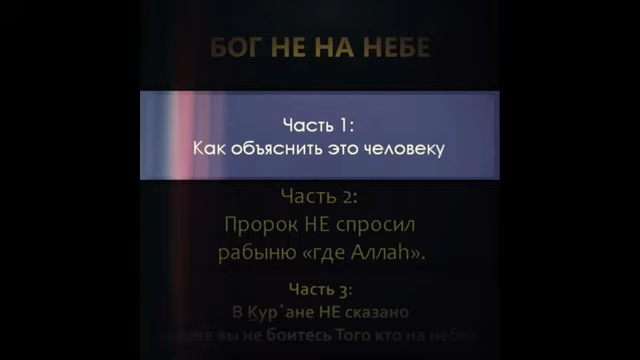 БОГ НЕ НА НЕБЕ
Часть 1:
Как объяснить это человеку
Часть 2:
Пророк НЕ спросил
рабыню «где Аллаh».
Часть 3:
В Кур`ане НЕ сказано
вы не боитесь Того кто на